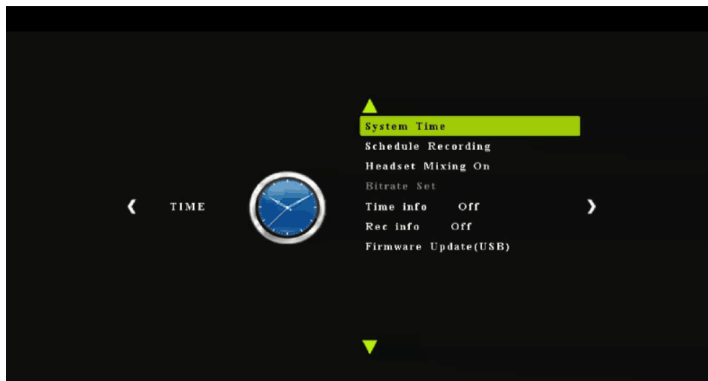 TIME
System Time
Schedule Recording
Headset Mixing On
Bitrate Set
Time info Off
Rec info Off
Firmware Update(USB)